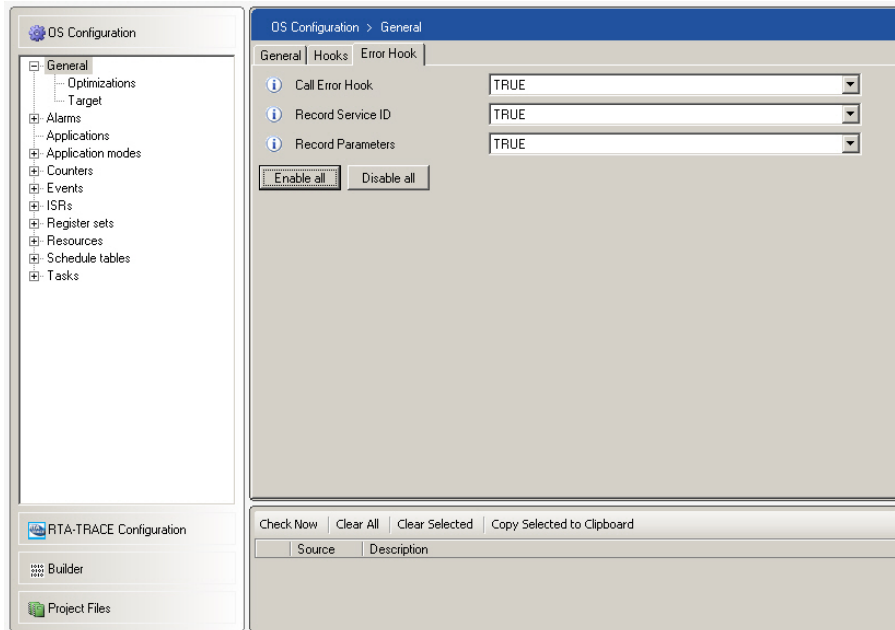 OS Configuration
General
Optimizations
Target
Alarms
Applications
Application modes
Counters
Events
ISRs
Register sets
Resources
Schedule tables
Tasks
RTA-TRACE Configuration
Builder
Project Files
OS Configuration > General
General Hooks Error Hook
Call Error Hook TRUE
Record Service ID TRUE
Record Parameters TRUE
Enable all Disable all
Check Now Clear All Clear Selected Copy Selected to Clipboard
Source Description